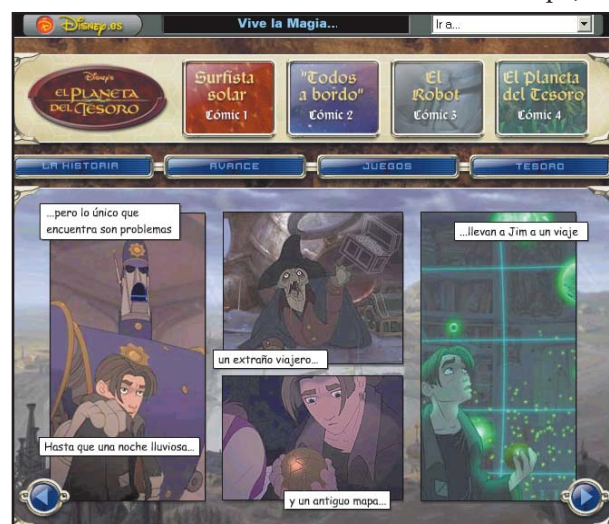 Disney.es
Vive la Magia...
Ir a...
Disney's
EL PLANETA
DEL TESORO
Surfista
solar
Cómic 1
"Todos
a bordo"
Cómic 2
El
Robot
Cómic 3
El Planeta
del Tesoro
Cómic 4
LA HISTORIA
AVANCE
JUEGOS
TESORO
...pero lo único que
encuentra son problemas
Hasta que una noche lluviosa...
un extraño viajero...
y un antiguo mapa...
...llevan a Jim a un viaje